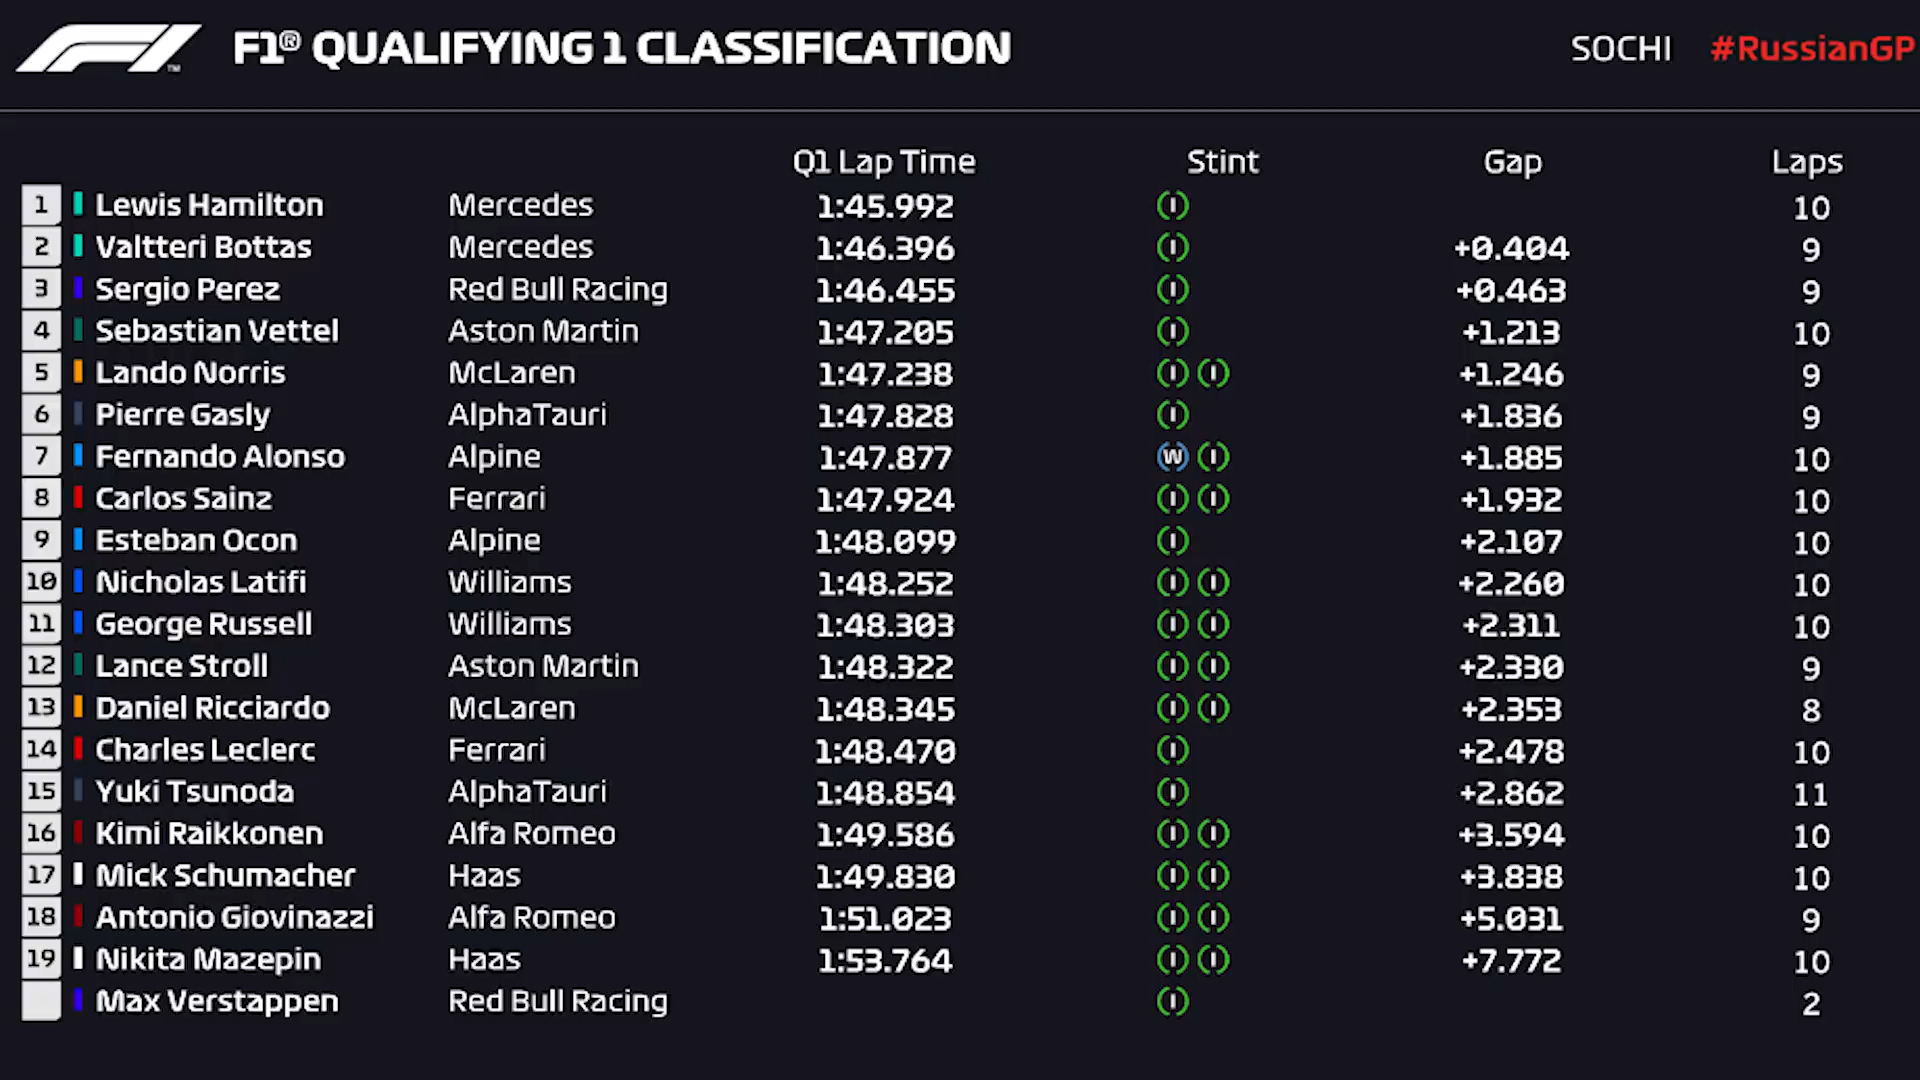 F1 ™ F1® QUALIFYING 1 CLASSIFICATION SOCHI #RussianGP
Q1 Lap Time Stint Gap Laps
1 Lewis Hamilton Mercedes 1:45.992 I 10
2 Valtteri Bottas Mercedes 1:46.396 I +0.404 9
3 Sergio Perez Red Bull Racing 1:46.455 I +0.463 9
4 Sebastian Vettel Aston Martin 1:47.205 I +1.213 10
5 Lando Norris McLaren 1:47.238 I I +1.246 9
6 Pierre Gasly AlphaTauri 1:47.828 I +1.836 9
7 Fernando Alonso Alpine 1:47.877 W I +1.885 10
8 Carlos Sainz Ferrari 1:47.924 I I +1.932 10
9 Esteban Ocon Alpine 1:48.099 I +2.107 10
10 Nicholas Latifi Williams 1:48.252 I I +2.260 10
11 George Russell Williams 1:48.303 I I +2.311 10
12 Lance Stroll Aston Martin 1:48.322 I I +2.330 9
13 Daniel Ricciardo McLaren 1:48.345 I I +2.353 8
14 Charles Leclerc Ferrari 1:48.470 I +2.478 10
15 Yuki Tsunoda AlphaTauri 1:48.854 I +2.862 11
16 Kimi Raikkonen Alfa Romeo 1:49.586 I I +3.594 10
17 Mick Schumacher Haas 1:49.830 I I +3.838 10
18 Antonio Giovinazzi Alfa Romeo 1:51.023 I I +5.031 9
19 Nikita Mazepin Haas 1:53.764 I I +7.772 10
Max Verstappen Red Bull Racing I 2